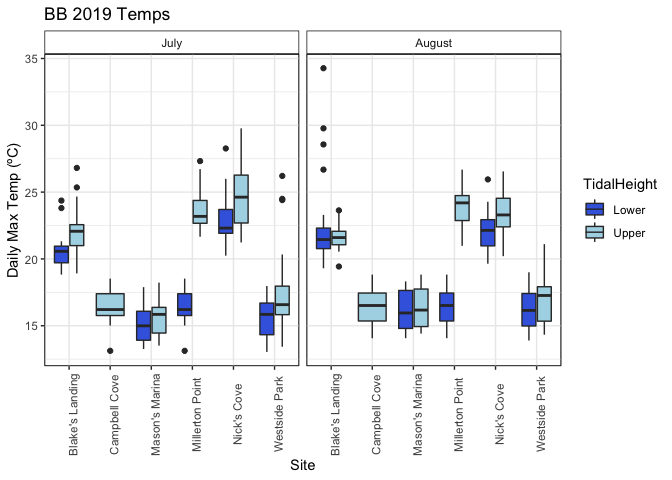 BB 2019 Temps
July
August
35
30
25
20
15
Daily Max Temp (ºC)
Blake's Landing
Campbell Cove
Mason's Marina
Millerton Point
Nick's Cove
Westside Park
Blake's Landing
Campbell Cove
Mason's Marina
Millerton Point
Nick's Cove
Westside Park
Site
TidalHeight
Lower
Upper